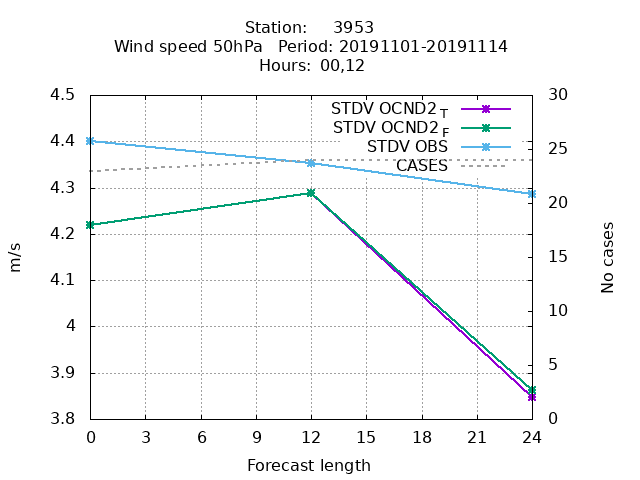 Station: 3953
Wind speed 50hPa Period: 20191101-20191114
Hours: 00,12
STDV OCND2 T
STDV OCND2 F
STDV OBS
CASES
4.5
4.4
4.3
4.2
4.1
4
3.9
3.8
m/s
30
25
20
15
10
5
0
No cases
0 3 6 9 12 15 18 21 24
Forecast length